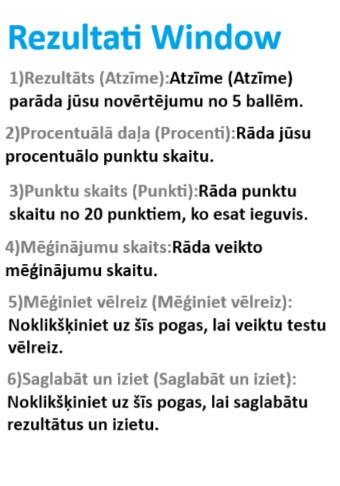 Rezultati Window
1)Rezultāts (Atzīme):Atzīme (Atzīme)
parāda jūsu novērtējumu no 5 ballēm.
2)Procentuālā daļa (Procenti):Rāda jūsu
procentuālo punktu skaitu.
3)Punktu skaits (Punkti):Rāda punktu
skaitu no 20 punktiem, ko esat ieguvis.
4)Mēģinājumu skaits:Rāda veikto
mēģinājumu skaitu.
5)Mēģiniet vēlreiz (Mēģiniet vēlreiz):
Noklikšķiniet uz šīs pogas, lai veiktu testu
vēlreiz.
6)Saglabāt un iziet (Saglabāt un iziet):
Noklikšķiniet uz šīs pogas, lai saglabātu
rezultātus un izietu.